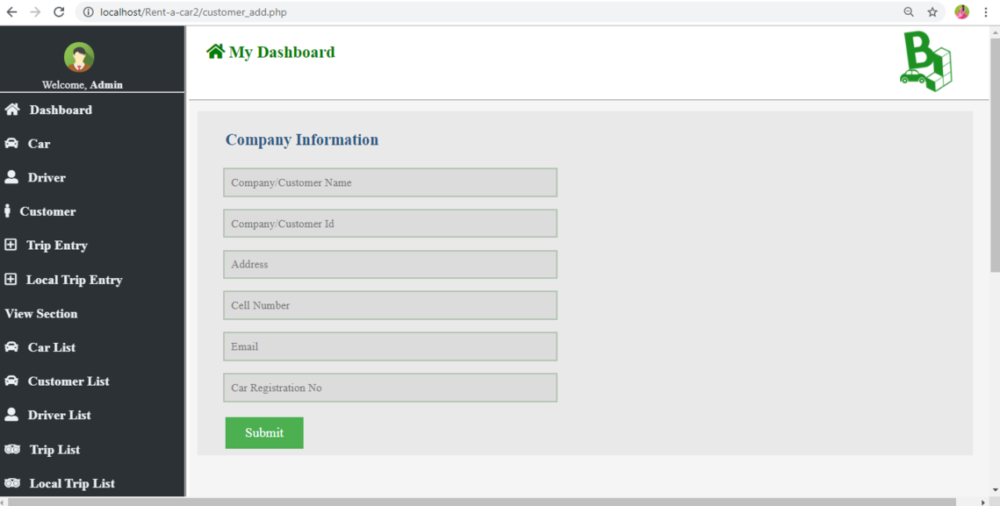 localhost/Rent-a-car2/customer_add.php
Welcome, Admin
Dashboard
Car
Driver
Customer
Trip Entry
Local Trip Entry
View Section
Car List
Customer List
Driver List
Trip List
Local Trip List
My Dashboard
B
Company Information
Company/Customer Name
Company/Customer Id
Address
Cell Number
Email
Car Registration No
Submit